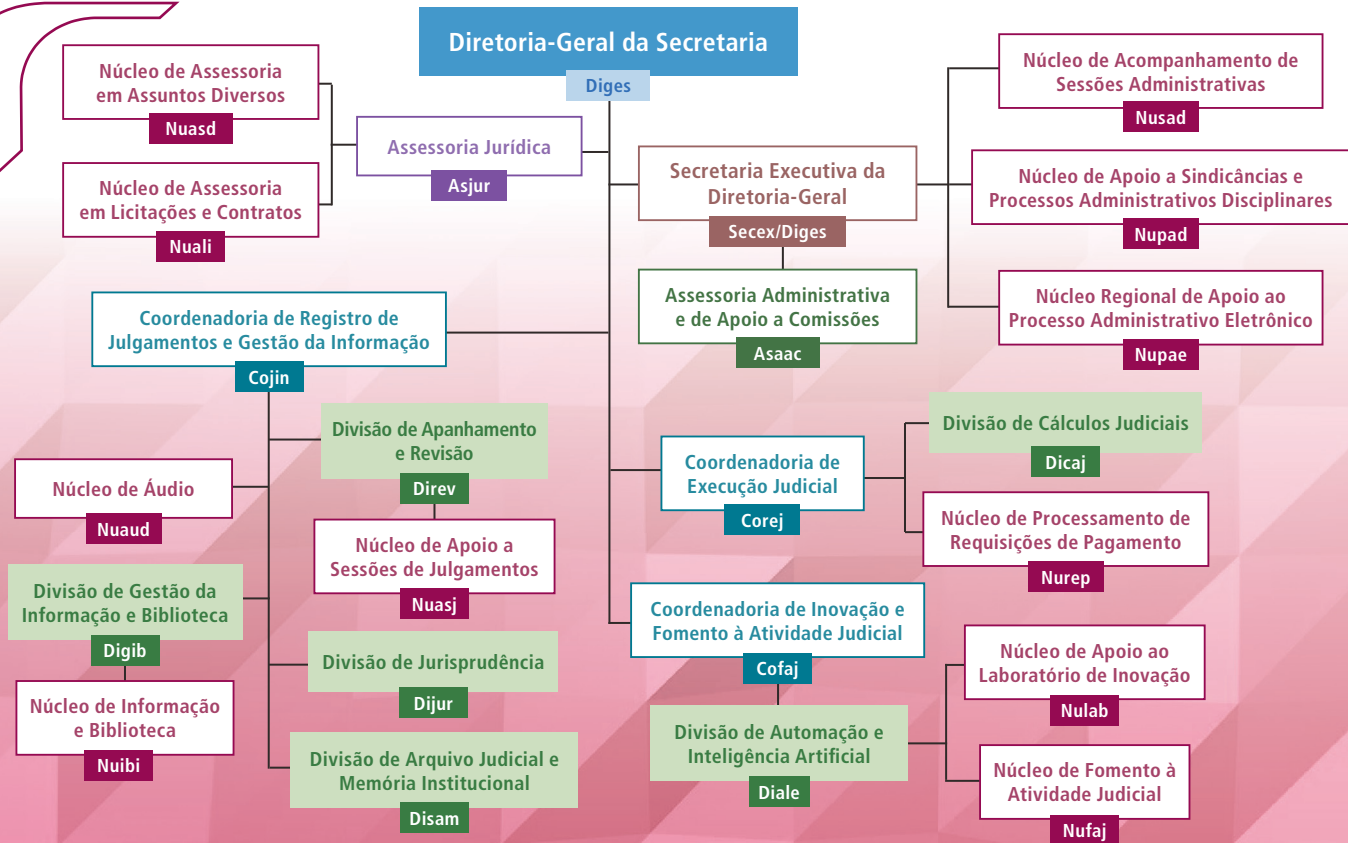 Diretoria-Geral da Secretaria
Diges
Núcleo de Assessoria
em Assuntos Diversos
Nuasd
Assessoria Jurídica
Asjur
Núcleo de Assessoria
em Licitações e Contratos
Nuali
Secretaria Executiva da
Diretoria-Geral
Secex/Diges
Assessoria Administrativa
e de Apoio a Comissões
Asaac
Núcleo de Acompanhamento de
Sessões Administrativas
Nusad
Núcleo de Apoio a Sindicâncias e
Processos Administrativos Disciplinares
Nupad
Núcleo Regional de Apoio ao
Processo Administrativo Eletrônico
Nupae
Coordenadoria de Registro de
Julgamentos e Gestão da Informação
Cojin
Divisão de Apanhamento
e Revisão
Direv
Núcleo de Áudio
Nuaud
Núcleo de Apoio a
Sessões de Julgamentos
Nuasj
Divisão de Gestão da
Informação e Biblioteca
Digib
Núcleo de Informação
e Biblioteca
Nuibi
Divisão de Jurisprudência
Dijur
Divisão de Arquivo Judicial e
Memória Institucional
Disam
Coordenadoria de
Execução Judicial
Corej
Divisão de Cálculos Judiciais
Dicaj
Núcleo de Processamento de
Requisições de Pagamento
Nurep
Coordenadoria de Inovação e
Fomento à Atividade Judicial
Cofaj
Divisão de Automação e
Inteligência Artificial
Diale
Núcleo de Apoio ao
Laboratório de Inovação
Nulab
Núcleo de Fomento à
Atividade Judicial
Nufaj